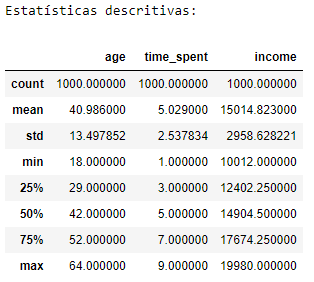 Estatísticas descritivas:
age time_spent income
count 1000.000000 1000.000000 1000.000000
mean 40.986000 5.029000 15014.823000
std 13.497852 2.537834 2958.628221
min 18.000000 1.000000 10012.000000
25% 29.000000 3.000000 12402.250000
50% 42.000000 5.000000 14904.500000
75% 52.000000 7.000000 17674.250000
max 64.000000 9.000000 19980.000000